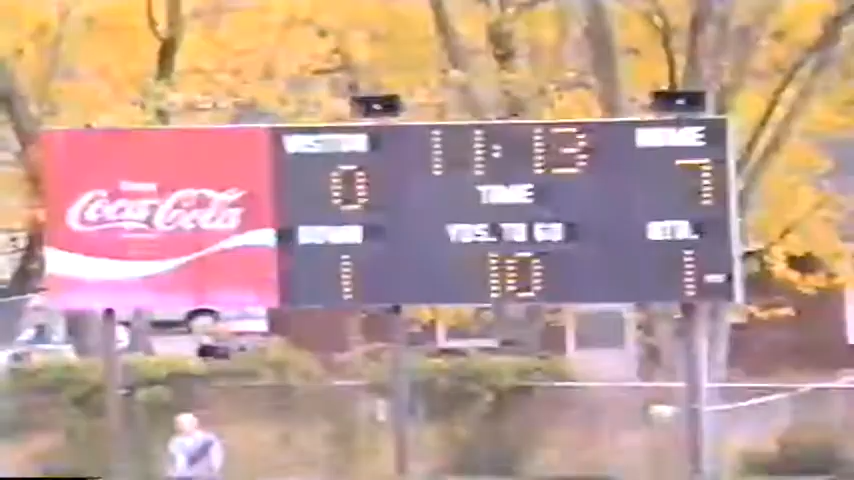 Coca-Cola
VISITOR 11:13 HOME
0 TIME 7
DOWN YDS. TO GO QTR.
1 10 1